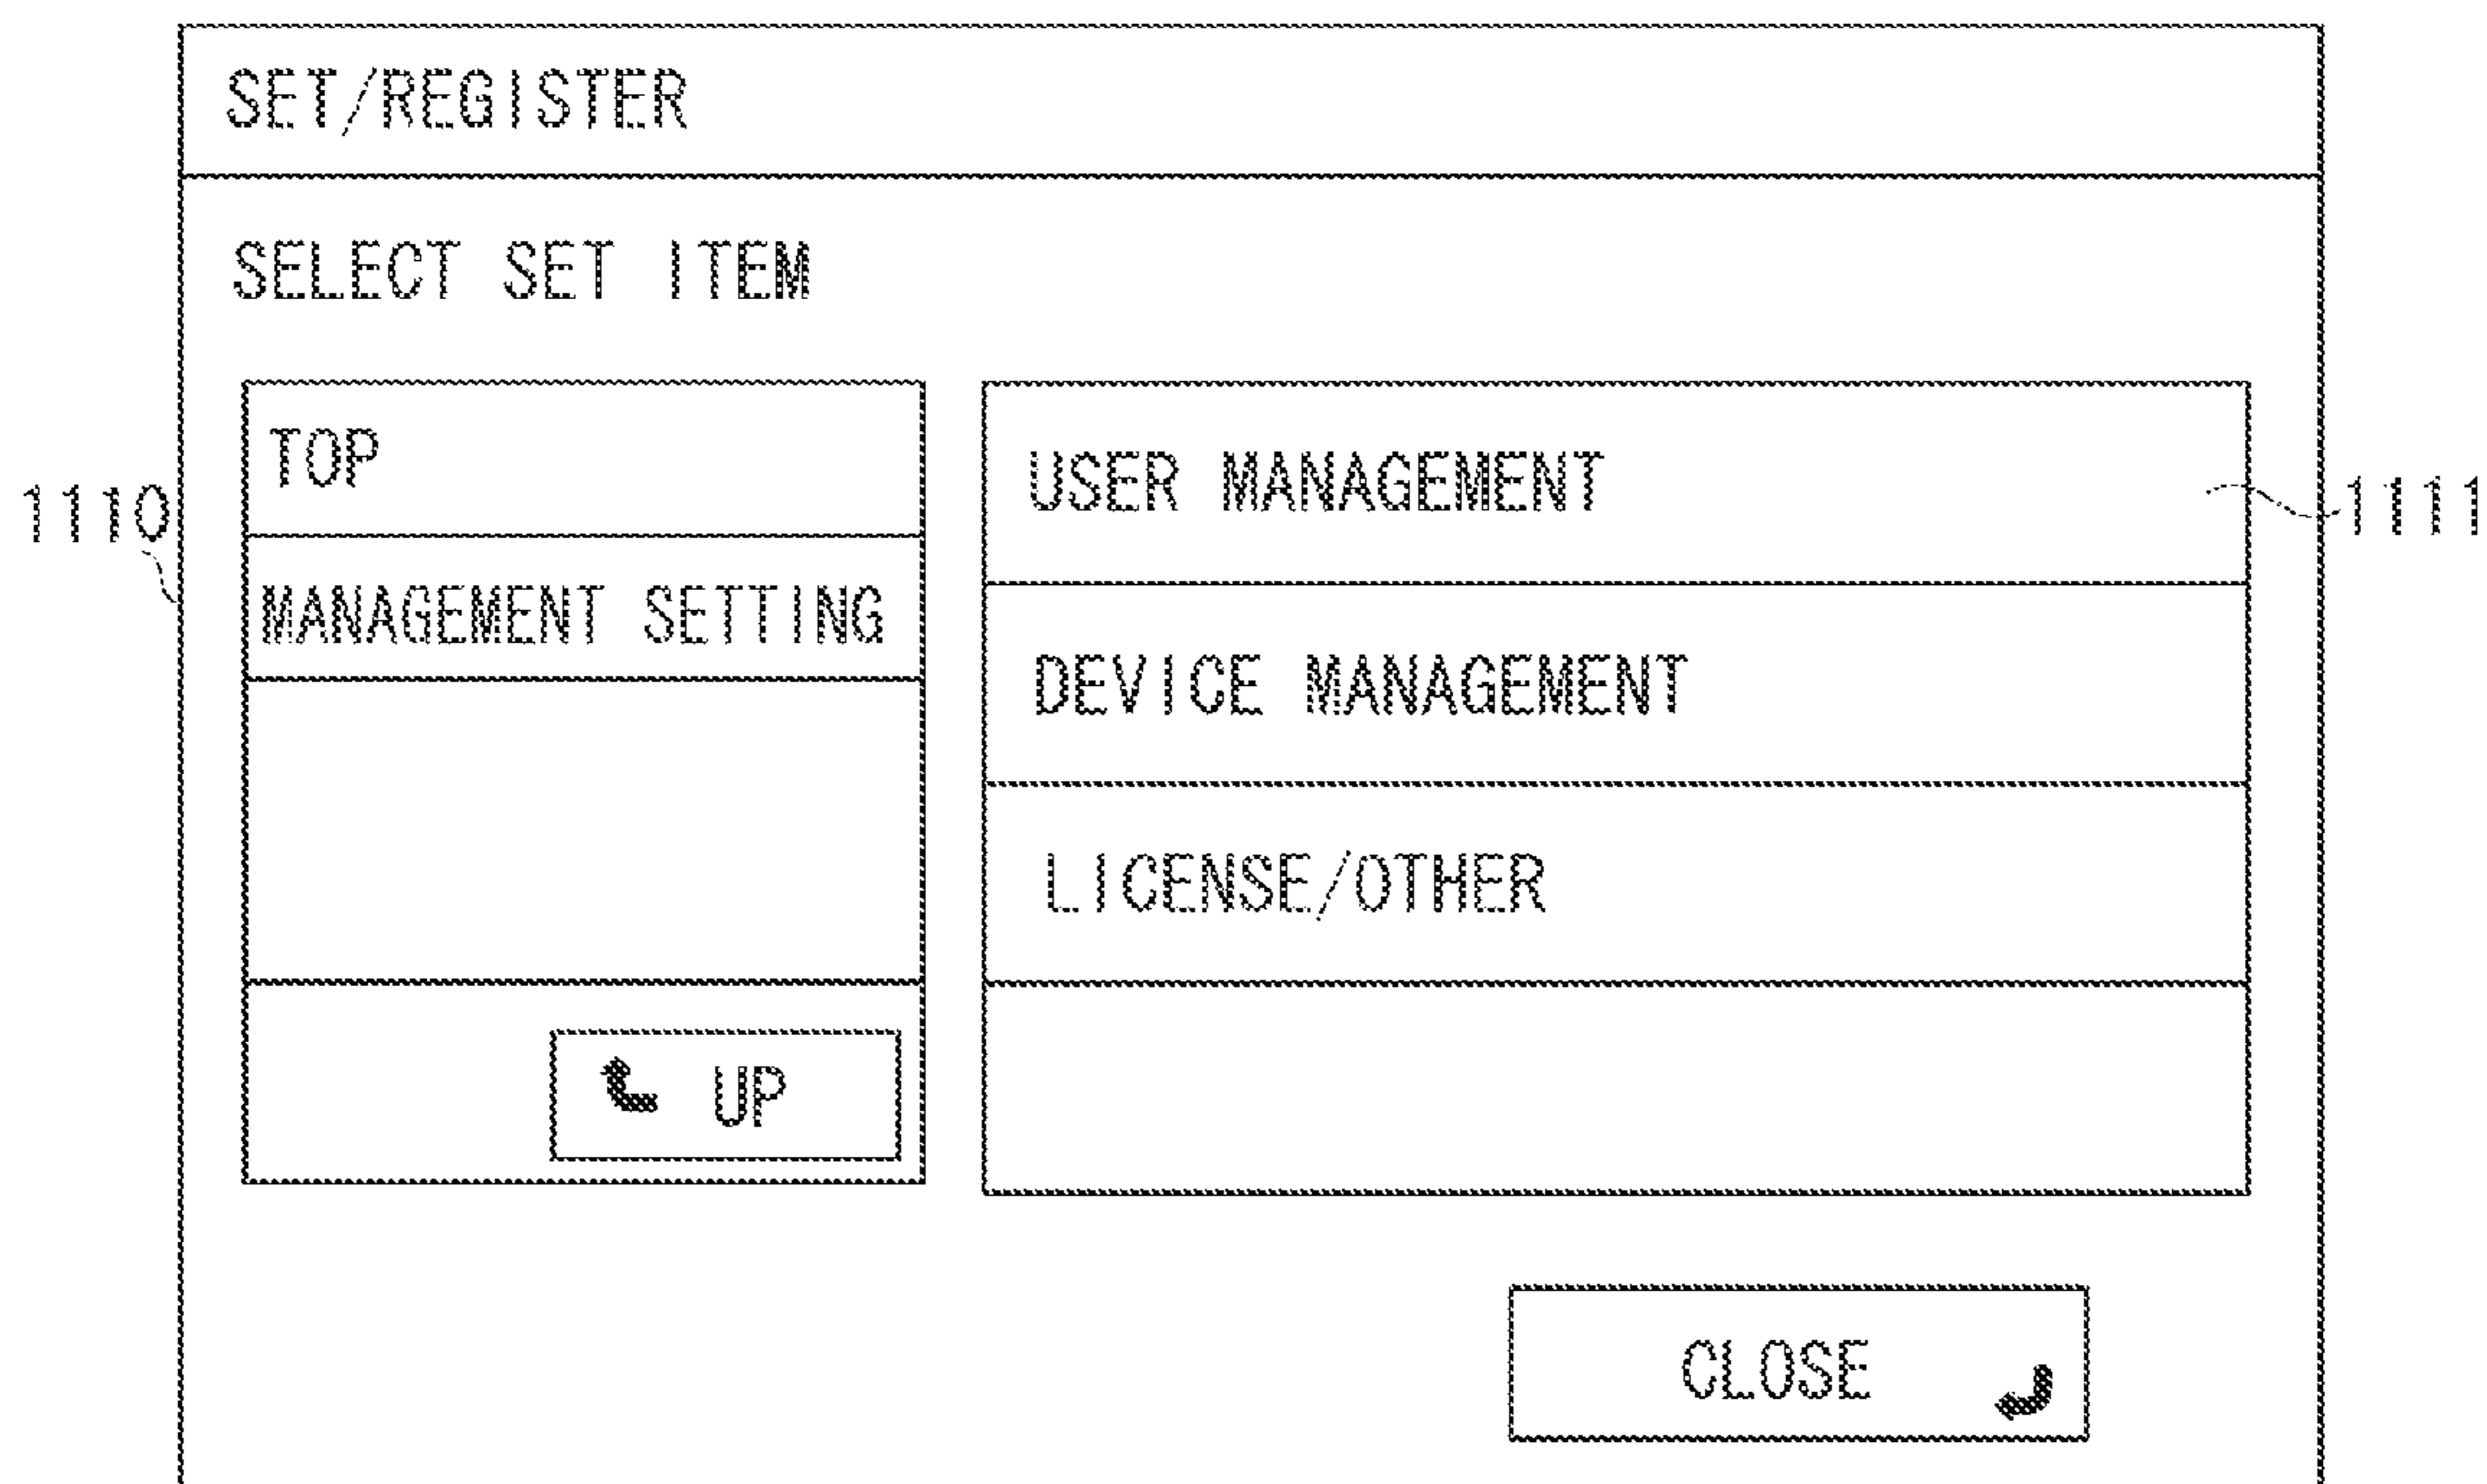 SET/REGISTER
SELECT SET ITEM
TOP
MANAGEMENT SETTING
UP
USER MANAGEMENT
DEVICE MANAGEMENT
LICENSE/OTHER
CLOSE
1110
1111